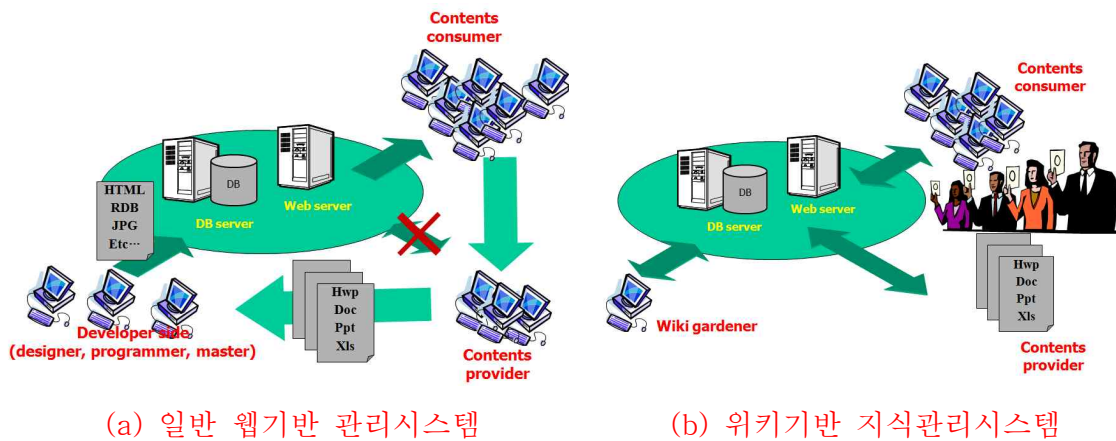 Contents
consumer
DB
Web server
DB server
HTML
RDB
JPG
Etc…
Hwp
Doc
Ppt
Xls
Developer side
(designer, programmer, master)
Contents
provider
(a) 일반 웹기반 관리시스템
Contents
consumer
DB
Web server
DB server
Wiki gardener
Hwp
Doc
Ppt
Xls
Contents
provider
(b) 위키기반 지식관리시스템